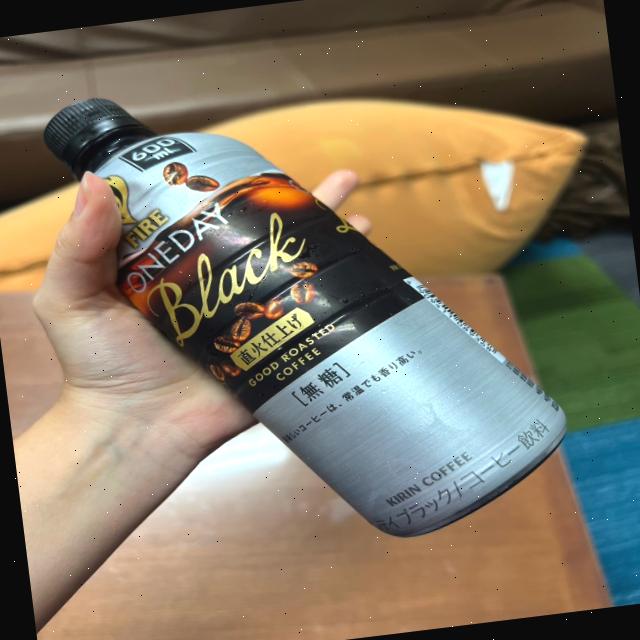 600
ml
FIRE
ONEDAY
Black
直火仕上げ
GOOD ROASTED
COFFEE
[無糖]
コーヒーは、常温でも香り高い。
KIRIN COFFEE
ブラック/コーヒー飲料